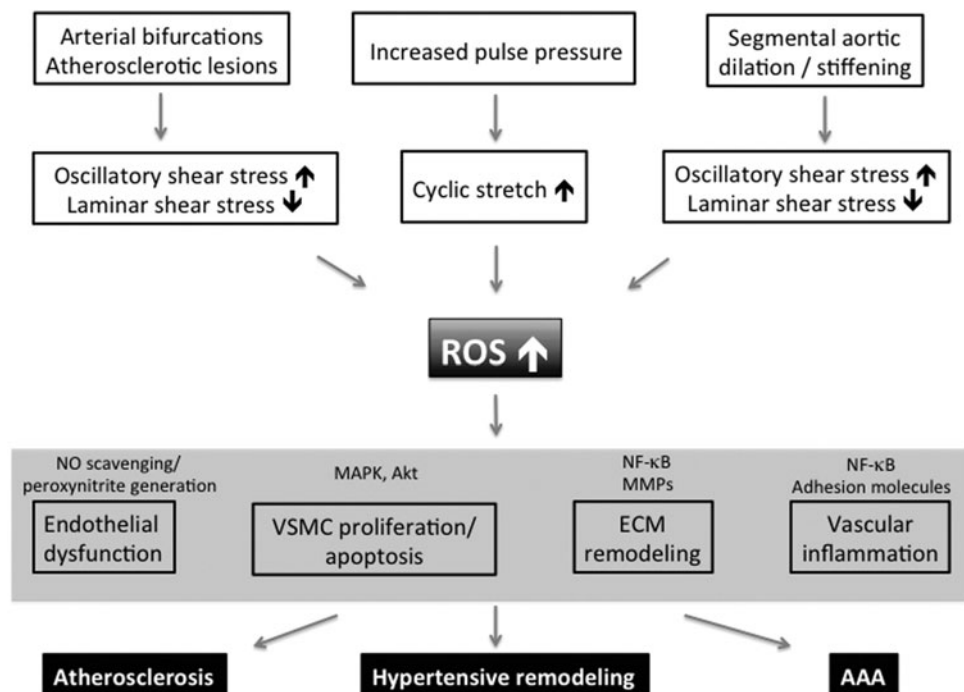 Arterial bifurcations
Atherosclerotic lesions
Increased pulse pressure
Segmental aortic
dilation / stiffening
Oscillatory shear stress ↑
Laminar shear stress ↓
Cyclic stretch ↑
Oscillatory shear stress ↑
Laminar shear stress ↓
ROS ↑
NO scavenging/
peroxynitrite generation
Endothelial
dysfunction
MAPK, Akt
VSMC proliferation/
apoptosis
NF-κB
MMPs
ECM
remodeling
NF-κB
Adhesion molecules
Vascular
inflammation
Atherosclerosis
Hypertensive remodeling
AAA